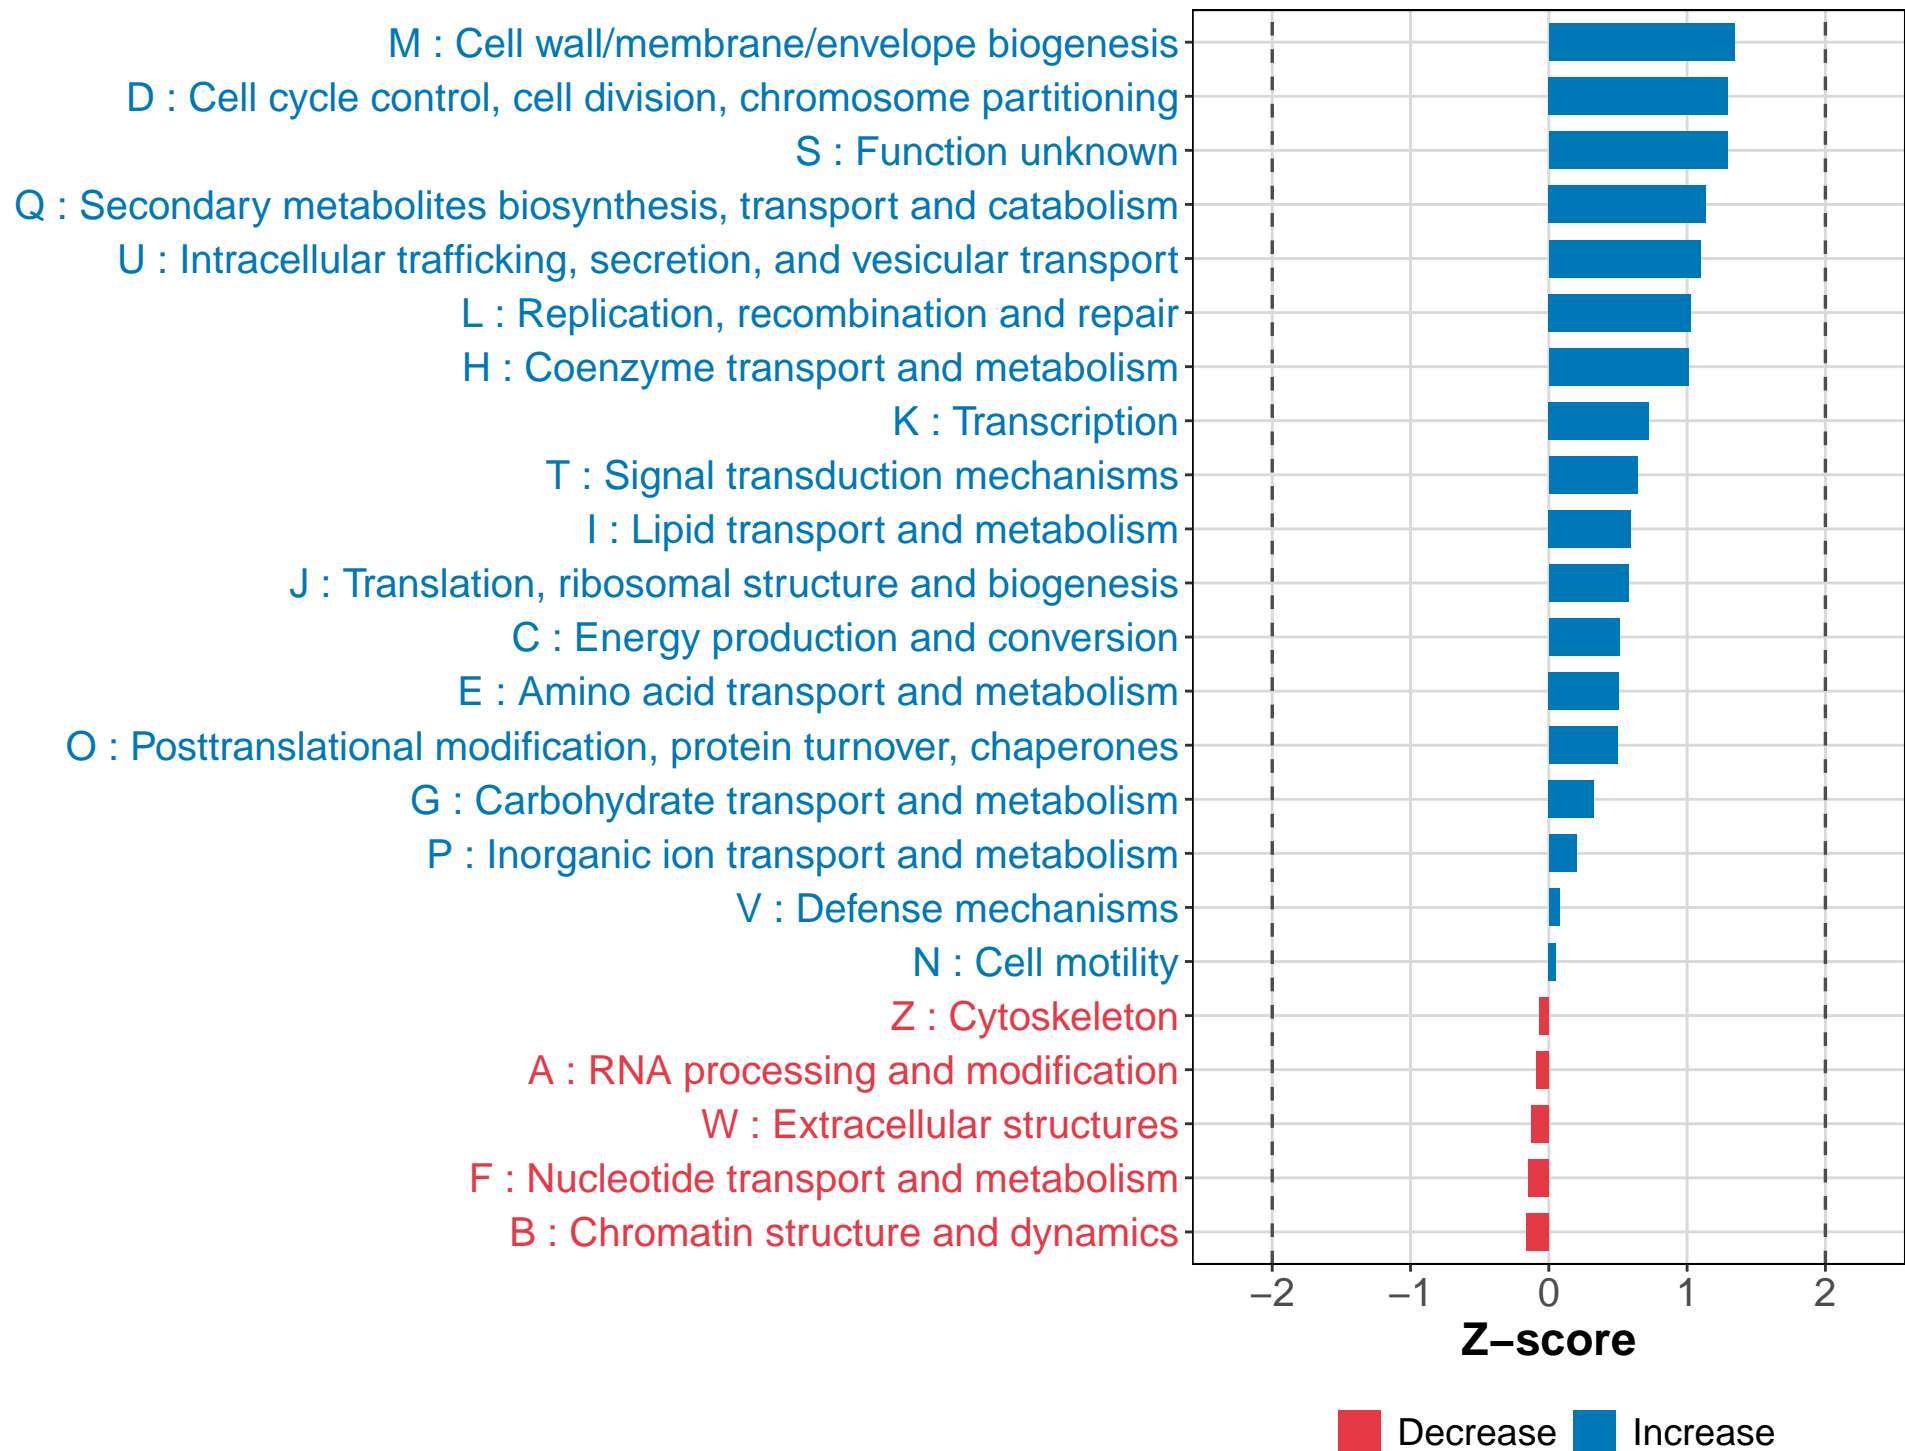 M : Cell wall/membrane/envelope biogenesis
D : Cell cycle control, cell division, chromosome partitioning
S : Function unknown
Q : Secondary metabolites biosynthesis, transport and catabolism
U : Intracellular trafficking, secretion, and vesicular transport
L : Replication, recombination and repair
H : Coenzyme transport and metabolism
K : Transcription
T : Signal transduction mechanisms
I : Lipid transport and metabolism
J : Translation, ribosomal structure and biogenesis
C : Energy production and conversion
E : Amino acid transport and metabolism
O : Posttranslational modification, protein turnover, chaperones
G : Carbohydrate transport and metabolism
P : Inorganic ion transport and metabolism
V : Defense mechanisms
N : Cell motility
Z : Cytoskeleton
A : RNA processing and modification
W : Extracellular structures
F : Nucleotide transport and metabolism
B : Chromatin structure and dynamics
−2 −1 0 1 2
Z−score
Decrease Increase